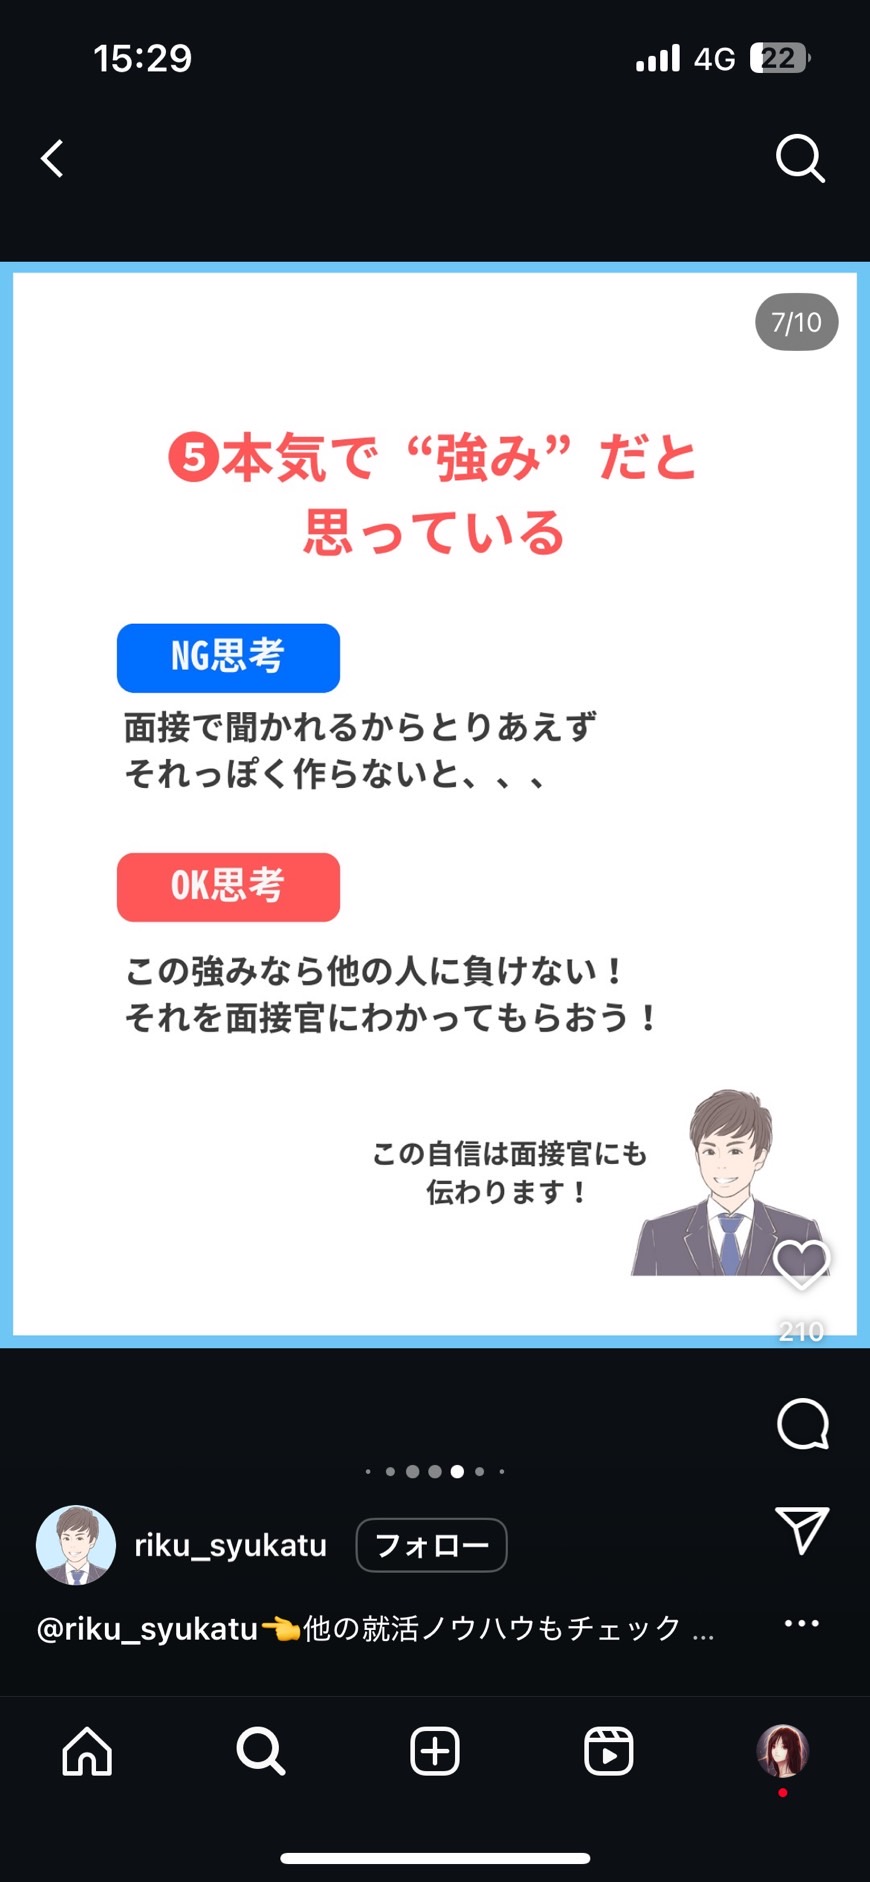 15:29
4G
22
7/10
❺本気で “強み” だと
思っている
NG思考
面接で聞かれるからとりあえず
それっぽく作らないと、、、
OK思考
この強みなら他の人に負けない！
それを面接官にわかってもらおう！
この自信は面接官にも
伝わります！
210
riku_syukatu
フォロー
@riku_syukatu👈他の就活ノウハウもチェック ...